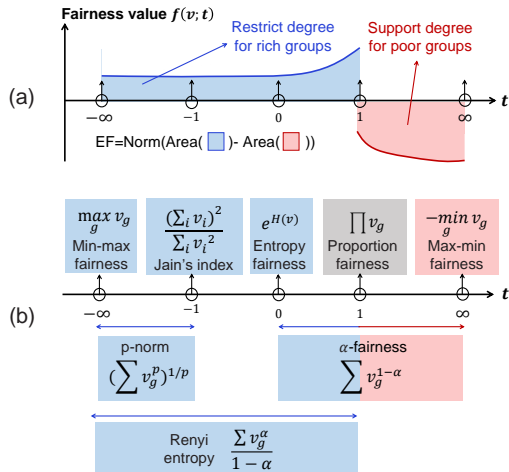 Fairness value f(v; t)
Restrict degree
for rich groups
Support degree
for poor groups
(a)
−∞ −1 0 1 ∞ t
EF=Norm(Area( )- Area( ))
max_g v_g
Min-max
fairness
(∑_i v_i)^2 / ∑_i v_i^2
Jain's index
e^{H(v)}
Entropy
fairness
∏ v_g
Proportion
fairness
−min_g v_g
Max-min
fairness
t
(b)
−∞ −1 0 1 ∞
p-norm
(∑ v_g^p)^{1/p}
α-fairness
∑ v_g^{1−α}
Renyi
entropy
∑ v_g^α / 1 − α